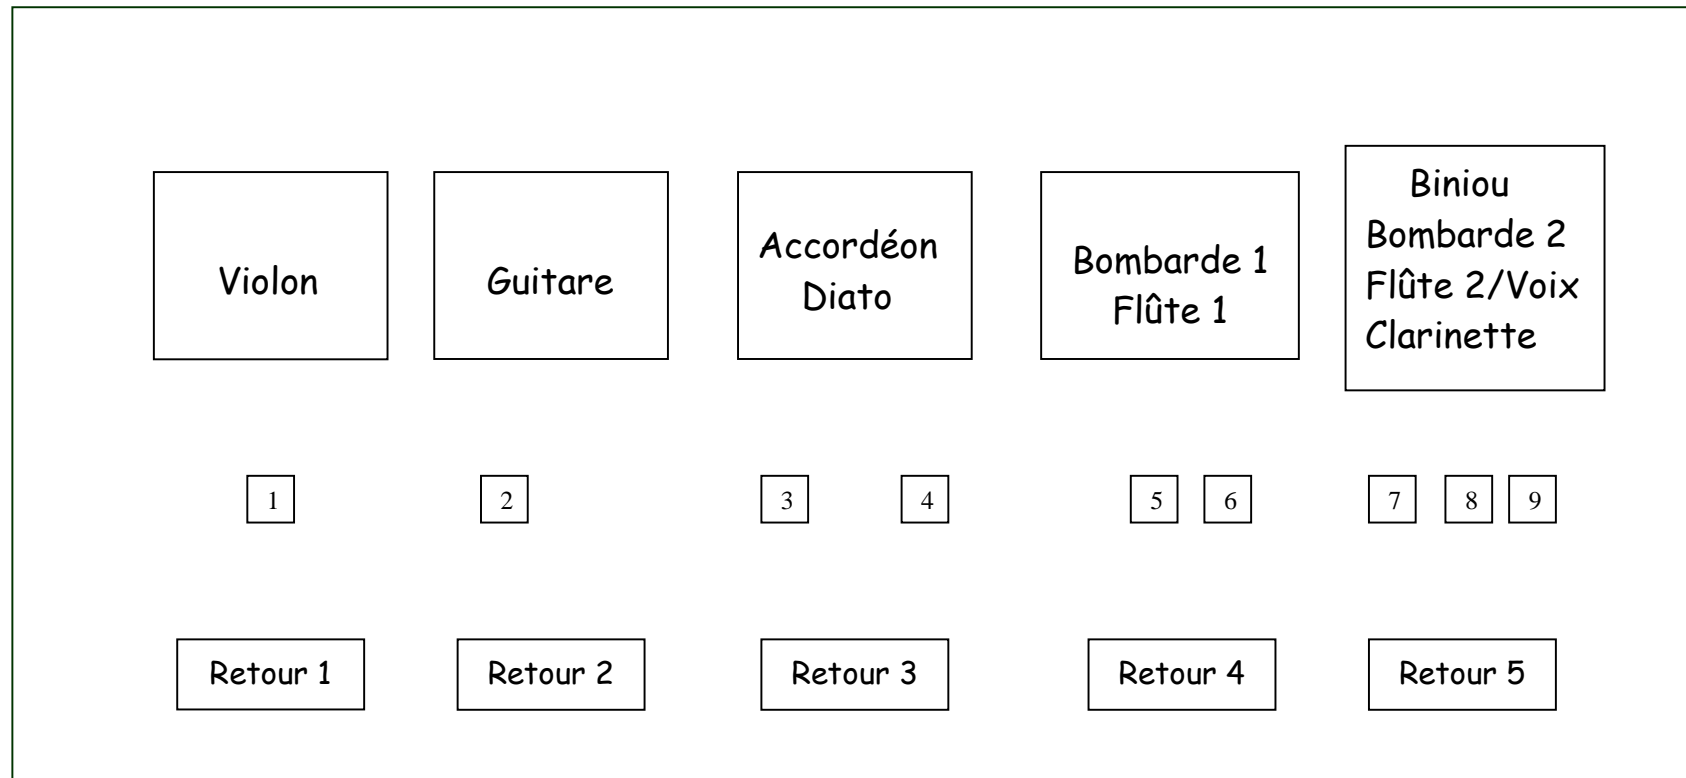 Violon
Guitare
Accordéon
Diato
Bombarde 1
Flûte 1
Biniou
Bombarde 2
Flûte 2/Voix
Clarinette
1
2
3
4
5
6
7
8
9
Retour 1
Retour 2
Retour 3
Retour 4
Retour 5